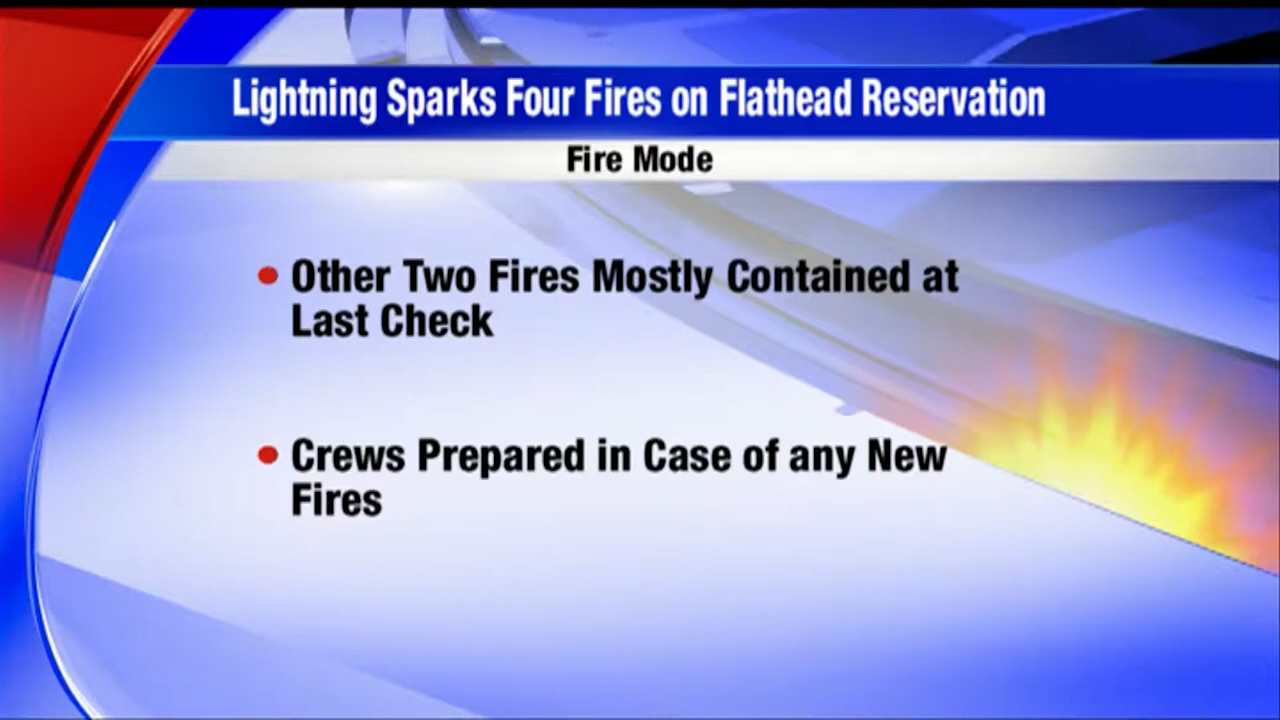 Lightning Sparks Four Fires on Flathead Reservation
Fire Mode
• Other Two Fires Mostly Contained at
Last Check
• Crews Prepared in Case of any New
Fires